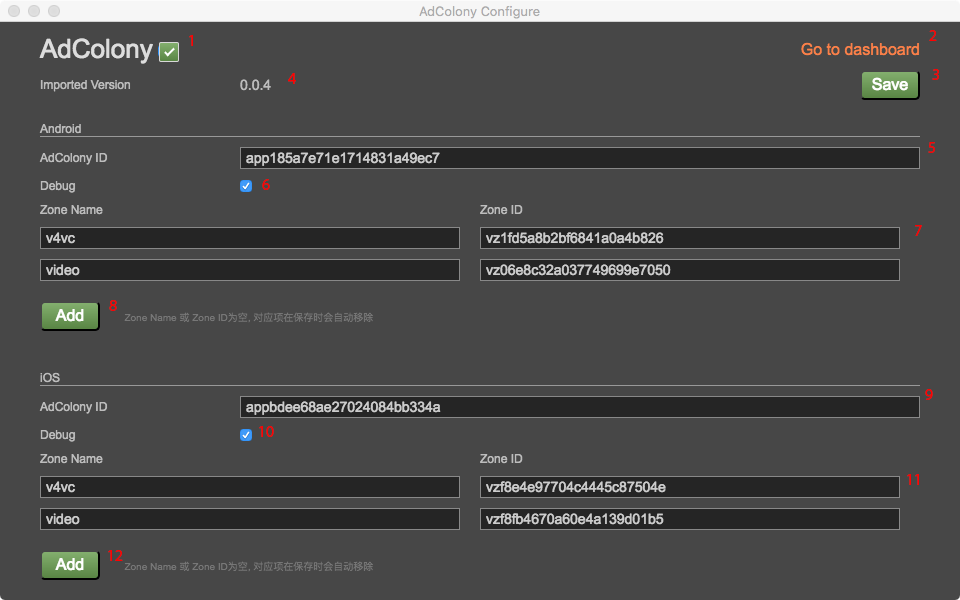 AdColony Configure
AdColony 1
Go to dashboard 2
Imported Version 0.0.4 4
Save 3
Android
AdColony ID app185a7e71e1714831a49ec7 5
Debug 6
Zone Name Zone ID
v4vc vz1fd5a8b2bf6841a0a4b826 7
video vz06e8c32a037749699e7050
Add 8 Zone Name 或 Zone ID为空, 对应项在保存时会自动移除
iOS
AdColony ID appbdee68ae27024084bb334a 9
Debug 10
Zone Name Zone ID
v4vc vzf8e4e97704c4445c87504e 11
video vzf8fb4670a60e4a139d01b5
Add 12 Zone Name 或 Zone ID为空, 对应项在保存时会自动移除